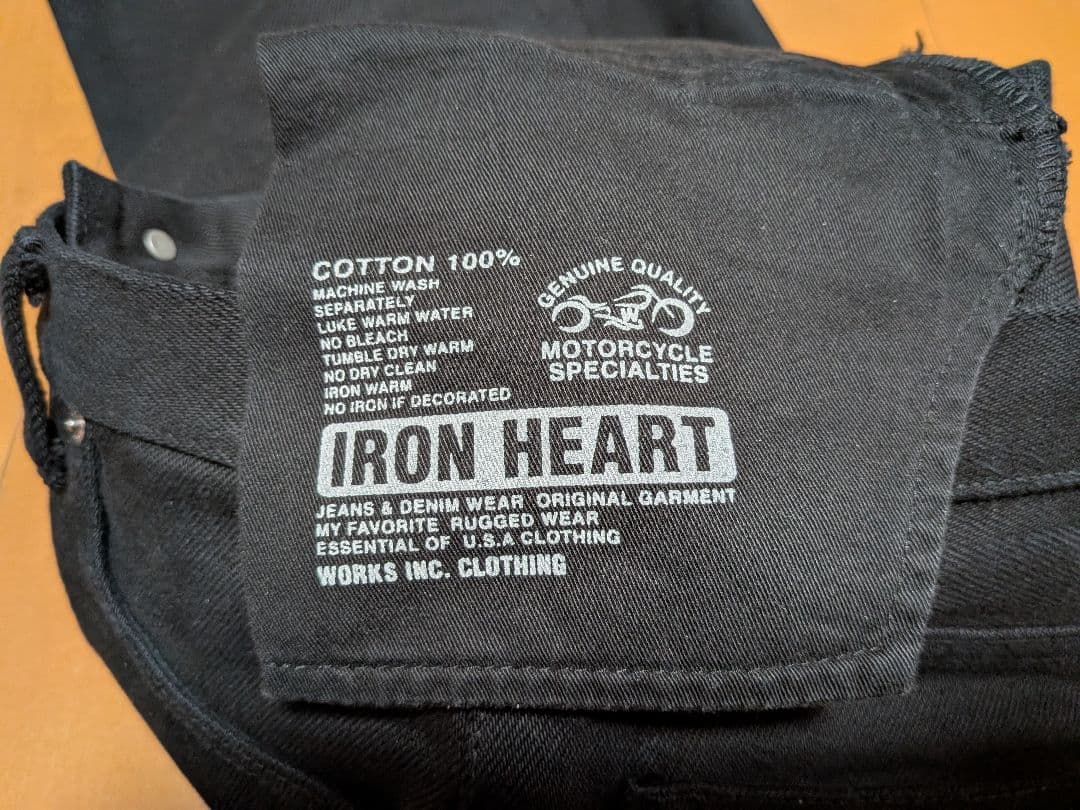 COTTON 100%
MACHINE WASH
SEPARATELY
LUKE WARM WATER
NO BLEACH
TUMBLE DRY WARM
NO DRY CLEAN
IRON WARM
NO IRON IF DECORATED
GENUINE QUALITY
W
MOTORCYCLE
SPECIALTIES
IRON HEART
JEANS & DENIM WEAR ORIGINAL GARMENT
MY FAVORITE RUGGED WEAR
ESSENTIAL OF U.S.A CLOTHING
WORKS INC. CLOTHING